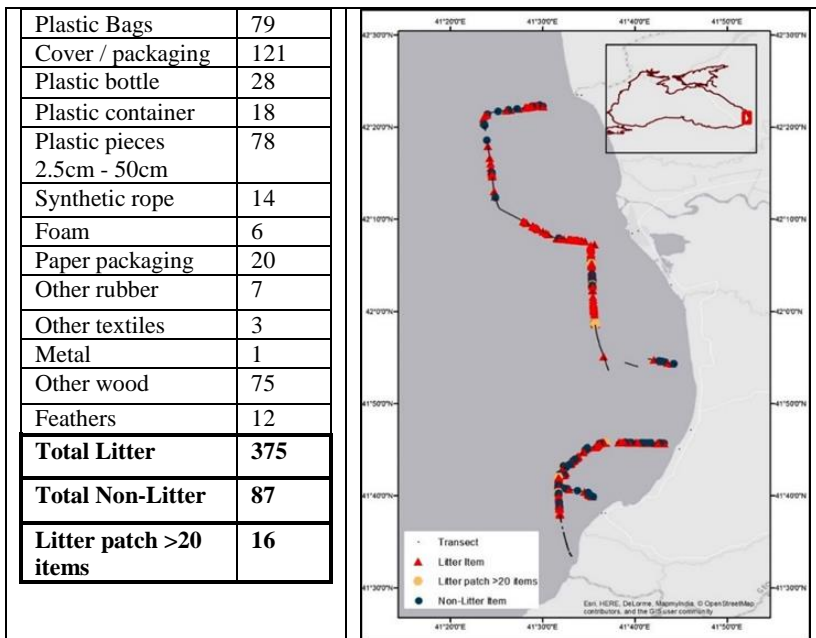 Plastic Bags 79
Cover / packaging 121
Plastic bottle 28
Plastic container 18
Plastic pieces 78
2.5cm - 50cm
Synthetic rope 14
Foam 6
Paper packaging 20
Other rubber 7
Other textiles 3
Metal 1
Other wood 75
Feathers 12
Total Litter 375
Total Non-Litter 87
Litter patch >20 16
items
41°20'0"E 41°30'0"E 41°40'0"E 41°50'0"E
42°30'0"N 42°30'0"N
42°20'0"N 42°20'0"N
42°10'0"N 42°10'0"N
42°0'0"N 42°0'0"N
41°50'0"N 41°50'0"N
41°40'0"N 41°40'0"N
41°30'0"N 41°30'0"N
Transect
Litter Item
Litter patch >20 items
Non-Litter Item
Esri, HERE, DeLorme, MapmyIndia, © OpenStreetMap
contributors, and the GIS user community
41°20'0"E 41°30'0"E 41°40'0"E 41°50'0"E